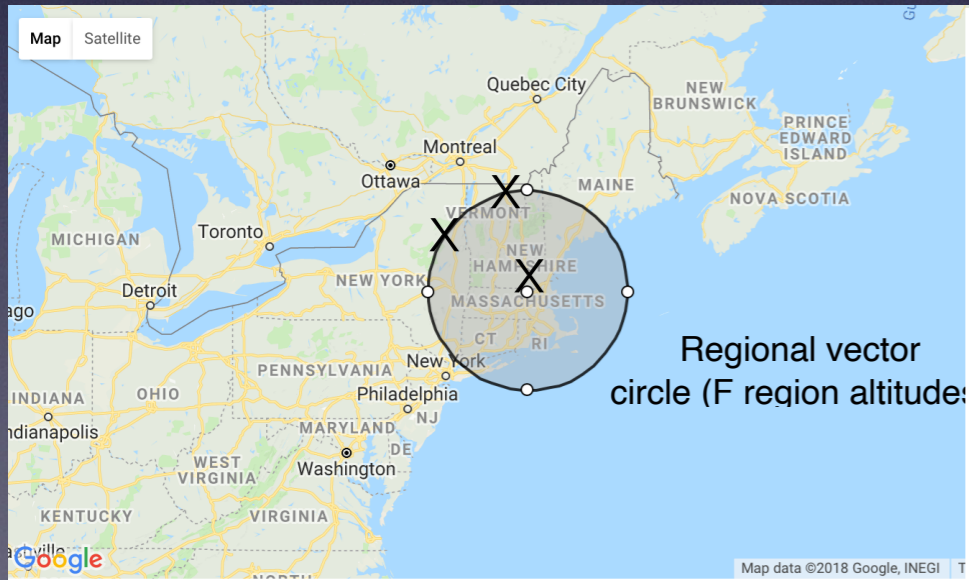 Map Satellite
Gu
Quebec City
NEW
BRUNSWICK
PRINCE
EDWARD
ISLAND
Montreal
Ottawa
MAINE
NOVA SCOTIA
VERMONT
Toronto
MICHIGAN
NEW
HAMPSHIRE
NEW YORK
Detroit
MASSACHUSETTS
ago
CT
RI
Regional vector
circle (F region altitudes
New York
PENNSYLVANIA
Philadelphia
INDIANA
OHIO
NJ
MARYLAND
ndianapolis
DE
WEST
VIRGINIA
Washington
KENTUCKY
VIRGINIA
Google
Map data ©2018 Google, INEGI T
X
X
X